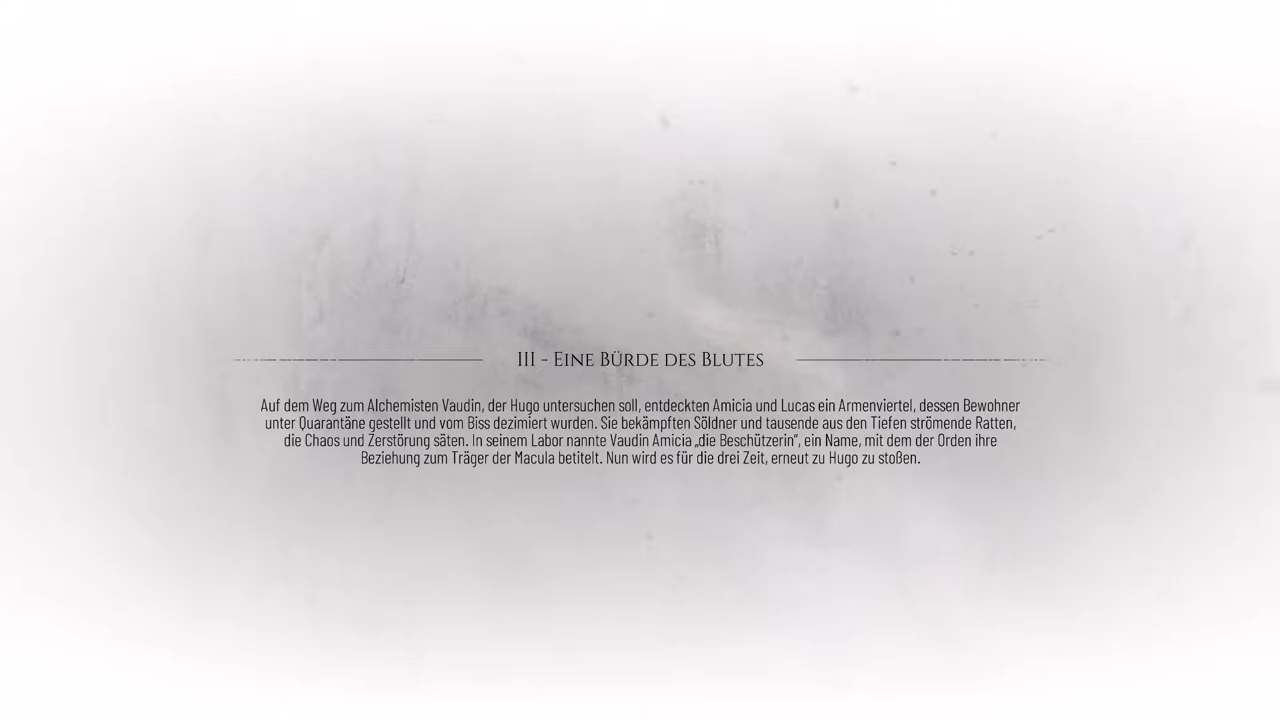 III - Eine Bürde des Blutes
Auf dem Weg zum Alchemisten Vaudin, der Hugo untersuchen soll, entdeckten Amicia und Lucas ein Armenviertel, dessen Bewohner
unter Quarantäne gestellt und vom Biss dezimiert wurden. Sie bekämpften Söldner und tausende aus den Tiefen strömende Ratten,
die Chaos und Zerstörung säten. In seinem Labor nannte Vaudin Amicia „die Beschützerin“, ein Name, mit dem der Orden ihre
Beziehung zum Träger der Macula betitelt. Nun wird es für die drei Zeit, erneut zu Hugo zu stoßen.